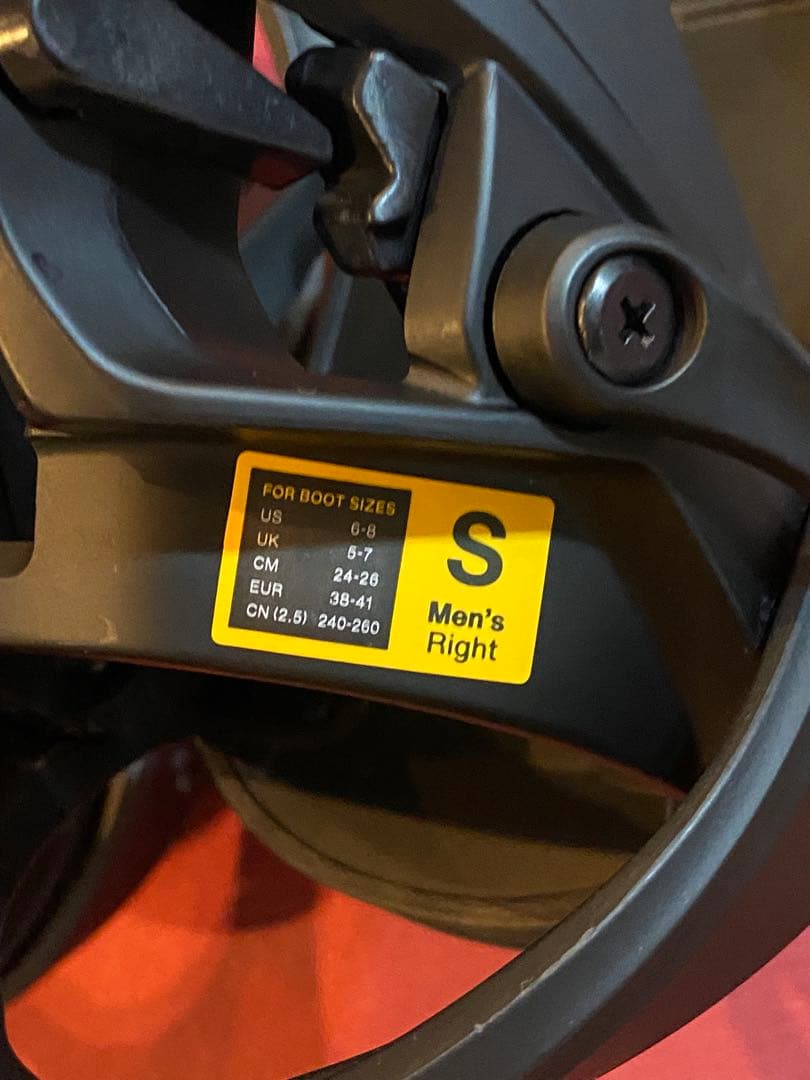 FOR BOOT SIZES
US 6-8
UK 5-7
CM 24-26
EUR 38-41
CN (2.5) 240-260
S
Men's
Right